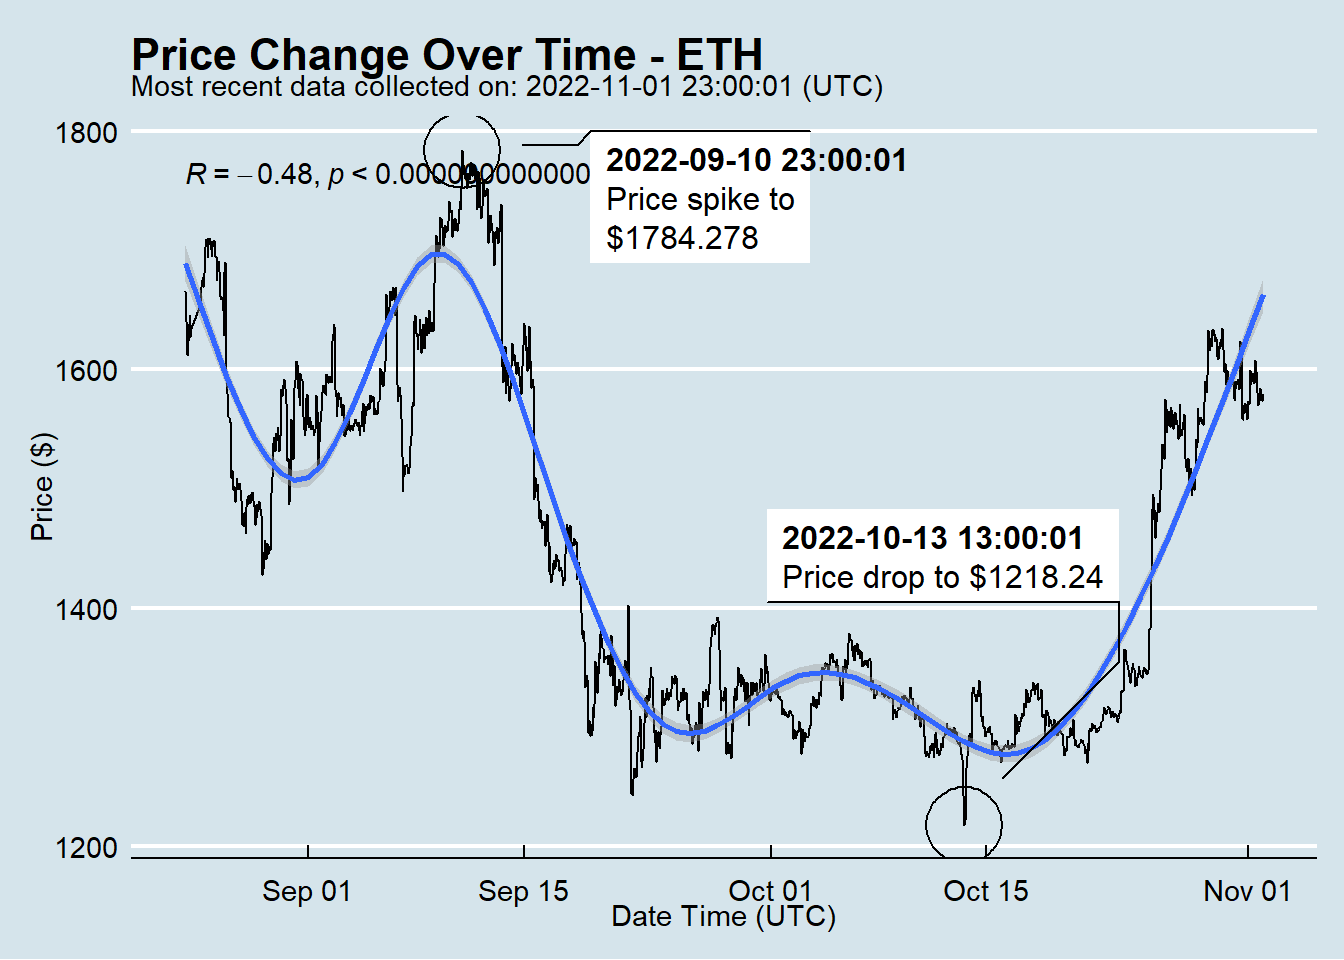 Price Change Over Time - ETH
Most recent data collected on: 2022-11-01 23:00:01 (UTC)
1800
R = −0.48, p < 0.000
2022-09-10 23:00:01
Price spike to
$1784.278
1600
Price ($)
2022-10-13 13:00:01
Price drop to $1218.24
1400
1200
Sep 01
Sep 15
Oct 01
Oct 15
Nov 01
Date Time (UTC)